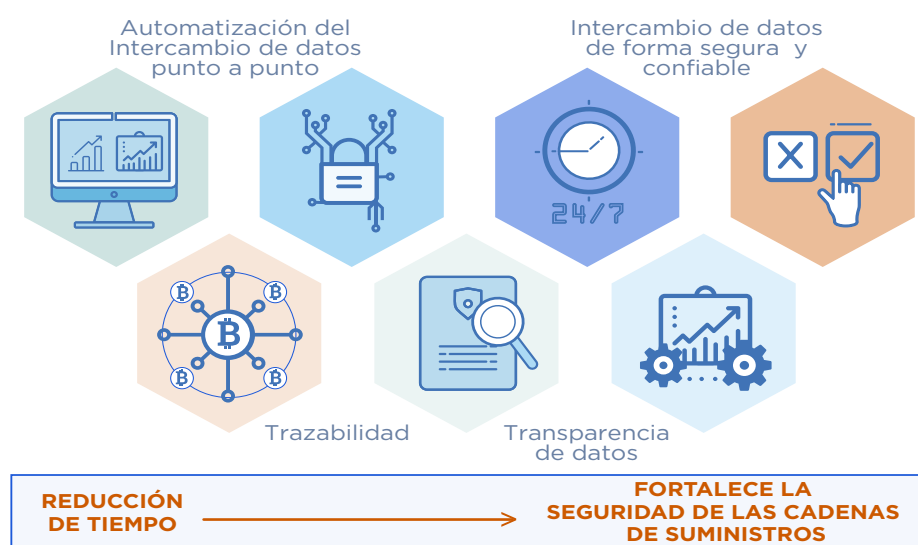 Automatización del
Intercambio de datos
punto a punto
Intercambio de datos
de forma segura y
confiable
24/7
Trazabilidad
Transparencia
de datos
REDUCCIÓN
DE TIEMPO
FORTALECE LA
SEGURIDAD DE LAS CADENAS
DE SUMINISTROS